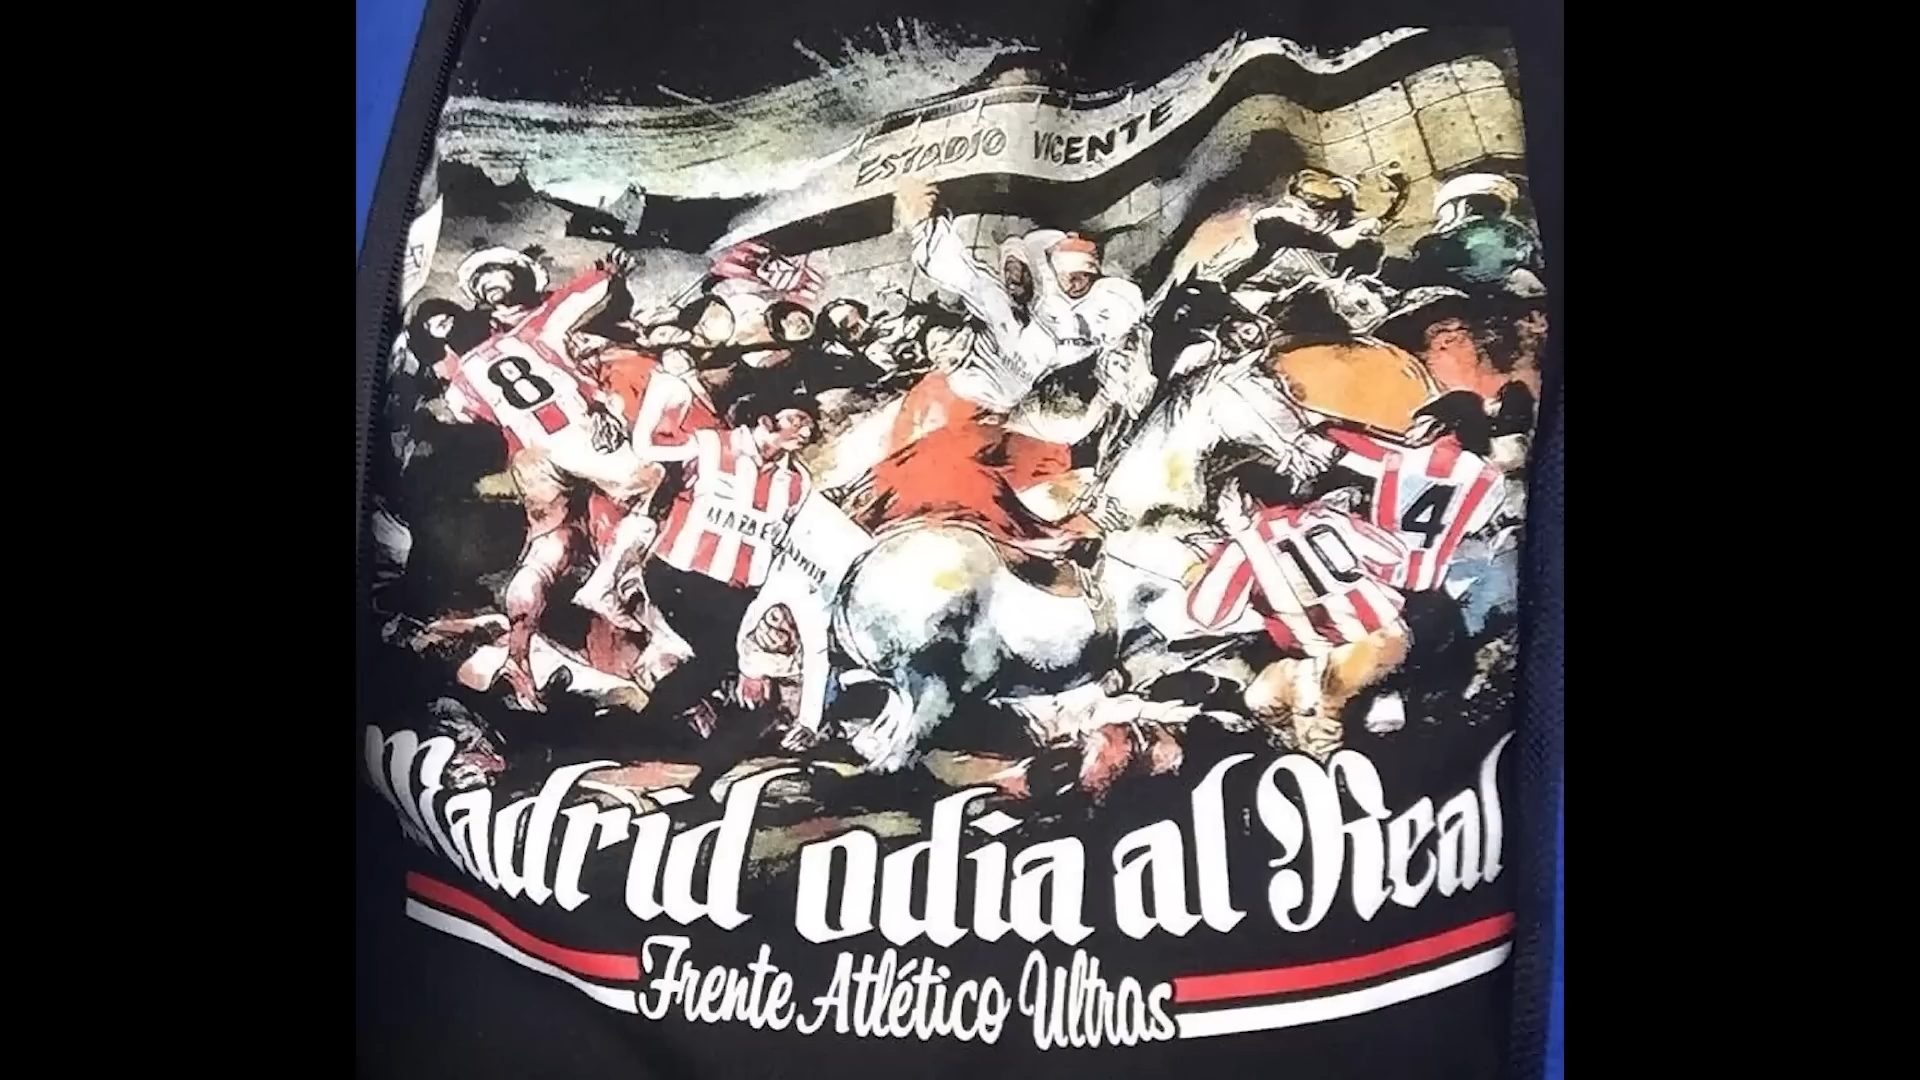 ESTADIO VICENTE
8
4
10
Madrid odia al Real
Frente Atlético Ultras